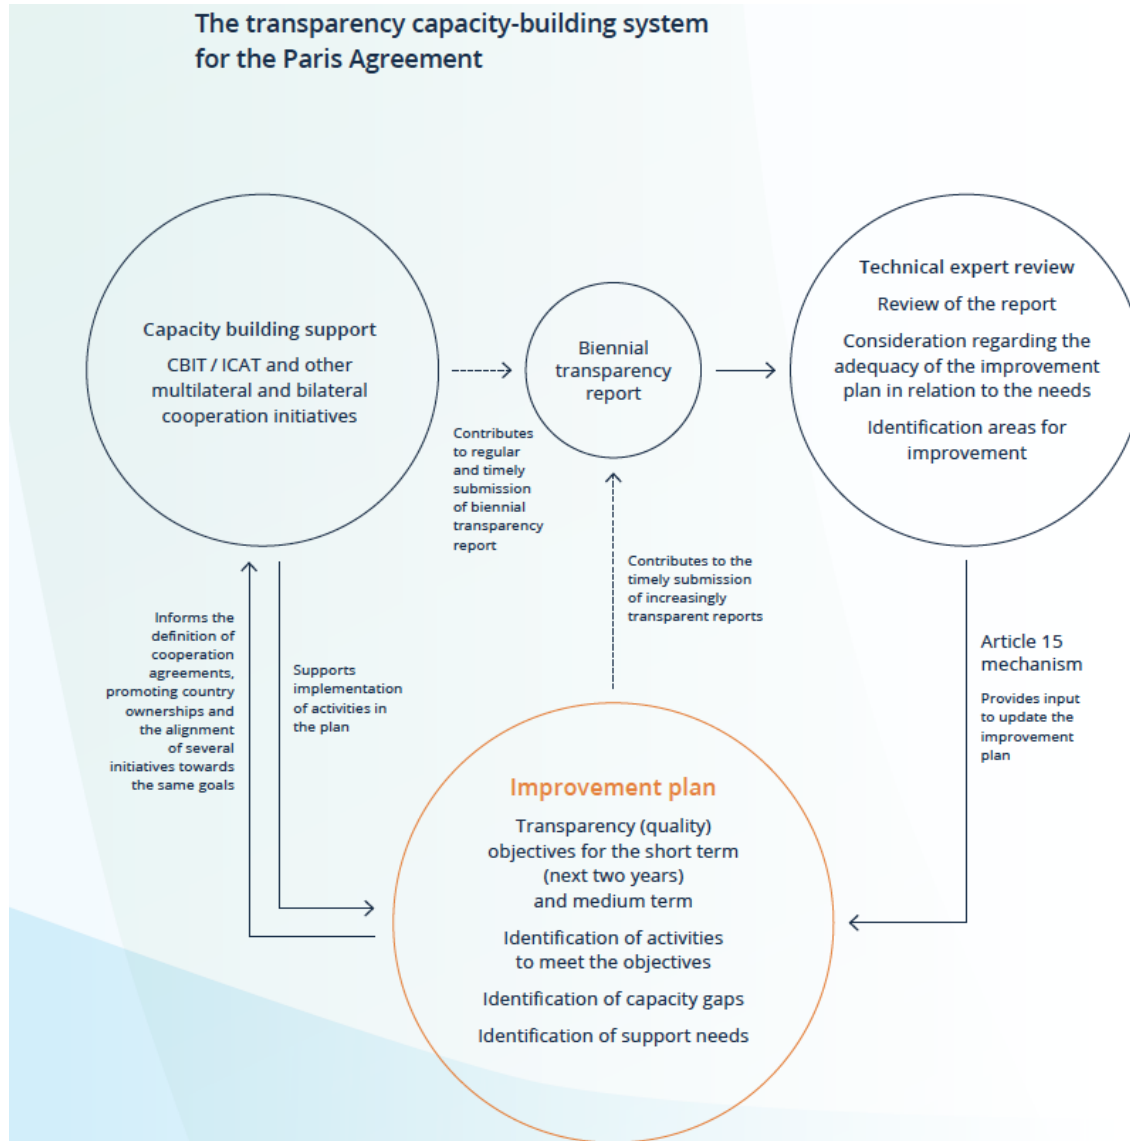 The transparency capacity-building system
for the Paris Agreement
Capacity building support
CBIT / ICAT and other
multilateral and bilateral
cooperation initiatives
Contributes
to regular
and timely
submission
of biennial
transparency
report
Biennial
transparency
report
Technical expert review
Review of the report
Consideration regarding the
adequacy of the improvement
plan in relation to the needs
Identification areas for
improvement
Contributes to the
timely submission
of increasingly
transparent reports
Informs the
definition of
cooperation
agreements,
promoting country
ownerships and
the alignment
of several
initiatives towards
the same goals
Supports
implementation
of activities in
the plan
Article 15
mechanism
Provides input
to update the
improvement
plan
Improvement plan
Transparency (quality)
objectives for the short term
(next two years)
and medium term
Identification of activities
to meet the objectives
Identification of capacity gaps
Identification of support needs